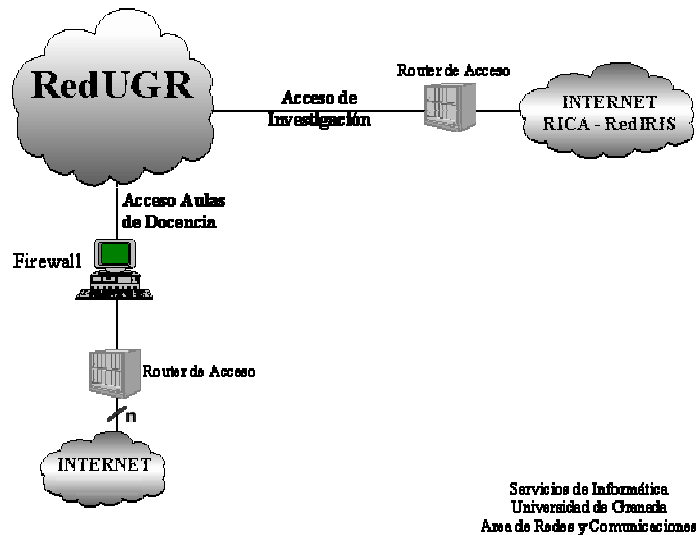 RedUGR
Router de Acceso
Acceso de
Investigación
INTERNET
RICA - RedIRIS
Acceso Aulas
de Docencia
Firewall
Router de Acceso
n
INTERNET
Servicios de Informática
Universidad de Granada
Area de Redes y Comunicaciones